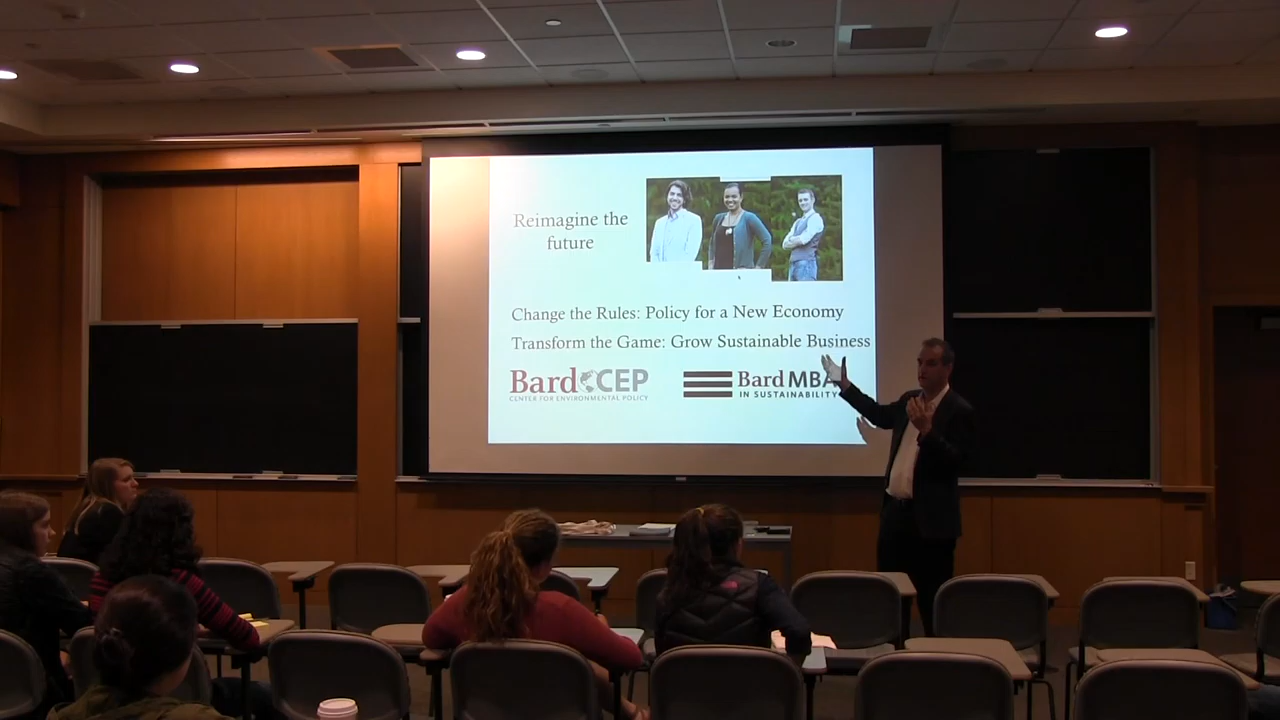 Reimagine the
future
Change the Rules: Policy for a New Economy
Transform the Game: Grow Sustainable Business
Bard CEP
CENTER FOR ENVIRONMENTAL POLICY
Bard MBA
IN SUSTAINABILITY